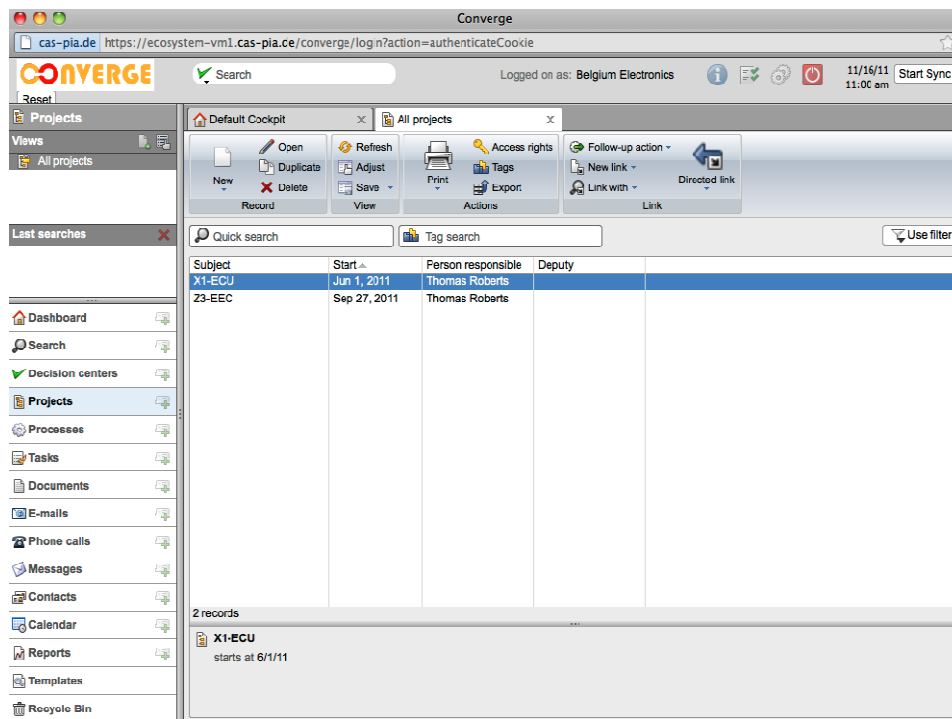 Converge
cas-pia.de https://ecosystem-vm1.cas-pia.de/converge/login?action=authenticateCookie
CONVERGE
Search
Logged on as: Belgium Electronics
11/16/11
11:00 am
Start Sync
Reset
Projects
Views
All projects
Last searches
Dashboard
Search
Decision centers
Projects
Processes
Tasks
Documents
E-mails
Phone calls
Messages
Contacts
Calendar
Reports
Templates
Recycle Bin
Default Cockpit x
All projects x
New
Open
Duplicate
Delete
Record
Refresh
Adjust
Save
View
Print
Access rights
Tags
Export
Actions
Follow-up action
New link
Link with
Directed link
Link
Quick search
Tag search
Use filter
Subject Start Person responsible Deputy
X1-ECU Jun 1, 2011 Thomas Roberts
Z3-EEC Sep 27, 2011 Thomas Roberts
2 records
X1-ECU
starts at 6/1/11